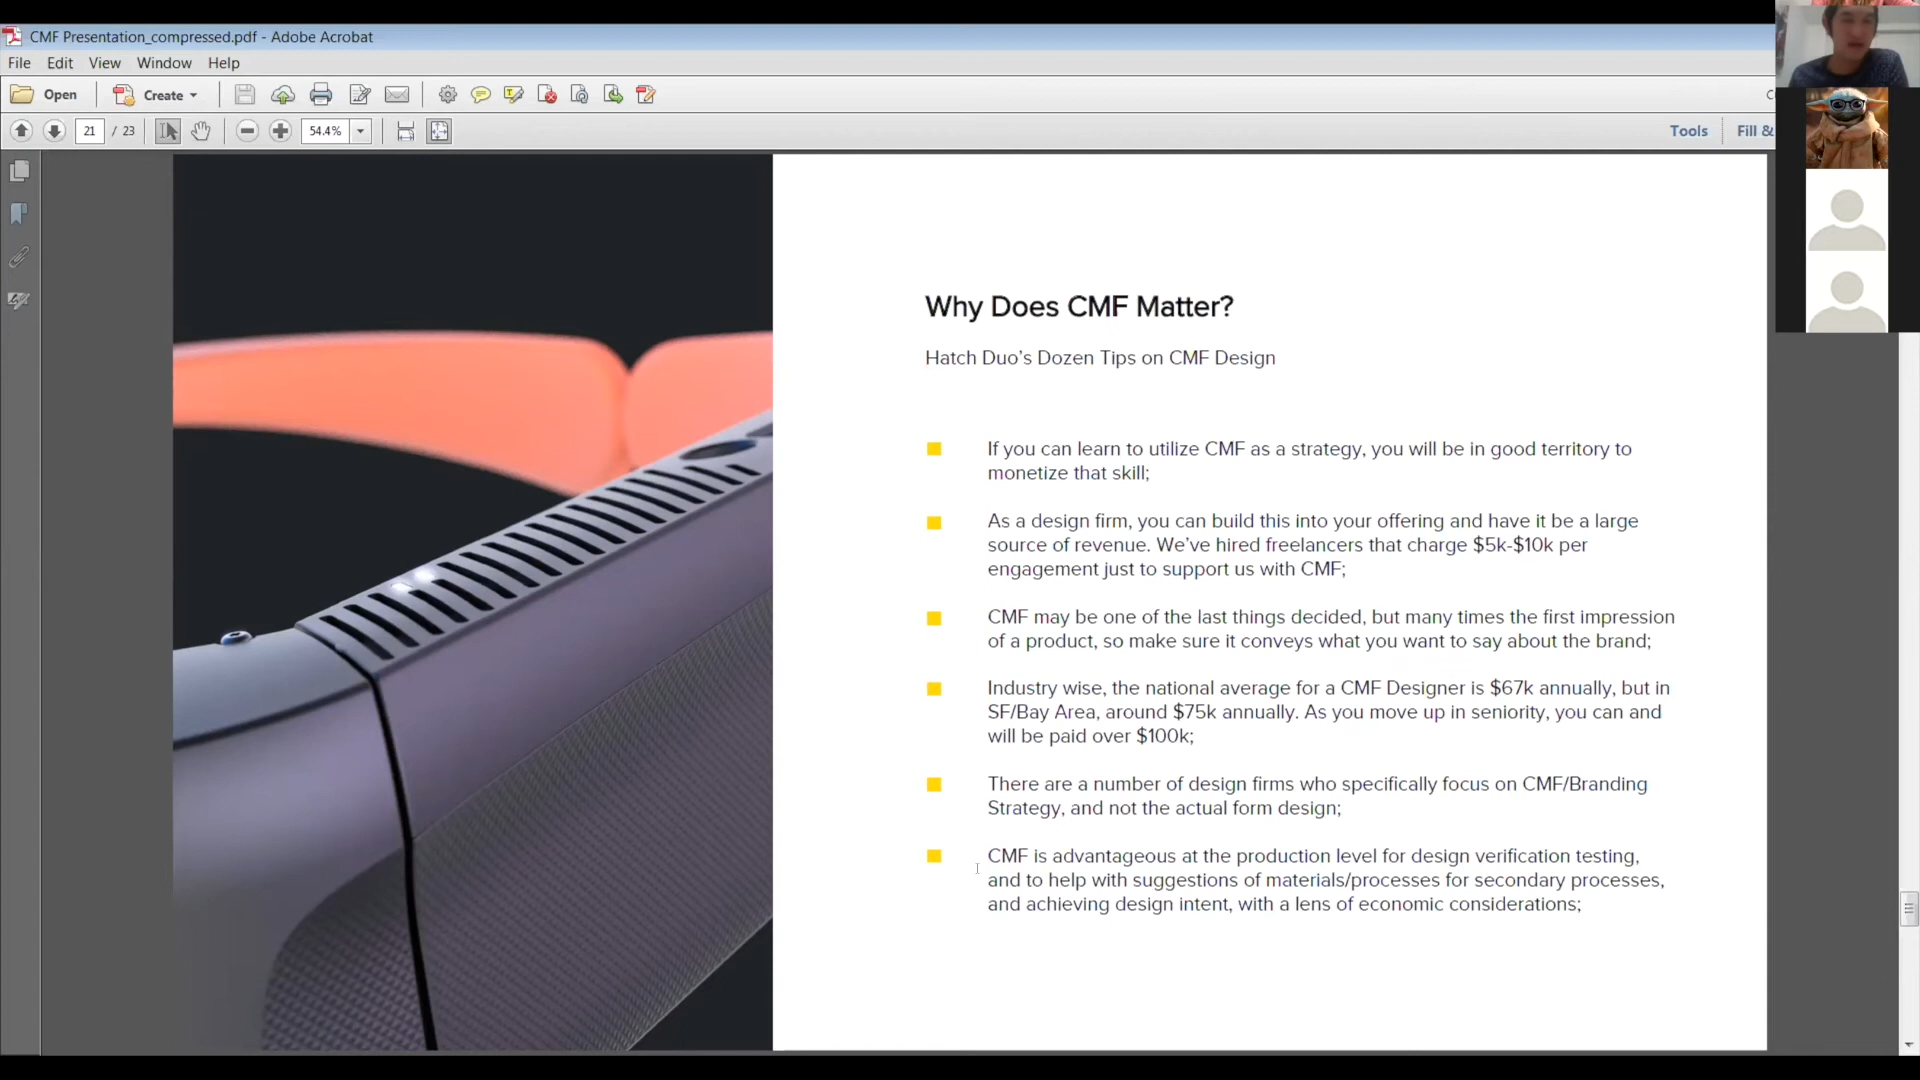 CMF Presentation_compressed.pdf - Adobe Acrobat
File Edit View Window Help
Open Create
21 / 23 54.4% Tools Fill &
Why Does CMF Matter?
Hatch Duo's Dozen Tips on CMF Design
If you can learn to utilize CMF as a strategy, you will be in good territory to
monetize that skill;
As a design firm, you can build this into your offering and have it be a large
source of revenue. We've hired freelancers that charge $5k-$10k per
engagement just to support us with CMF;
CMF may be one of the last things decided, but many times the first impression
of a product, so make sure it conveys what you want to say about the brand;
Industry wise, the national average for a CMF Designer is $67k annually, but in
SF/Bay Area, around $75k annually. As you move up in seniority, you can and
will be paid over $100k;
There are a number of design firms who specifically focus on CMF/Branding
Strategy, and not the actual form design;
CMF is advantageous at the production level for design verification testing,
and to help with suggestions of materials/processes for secondary processes,
and achieving design intent, with a lens of economic considerations;